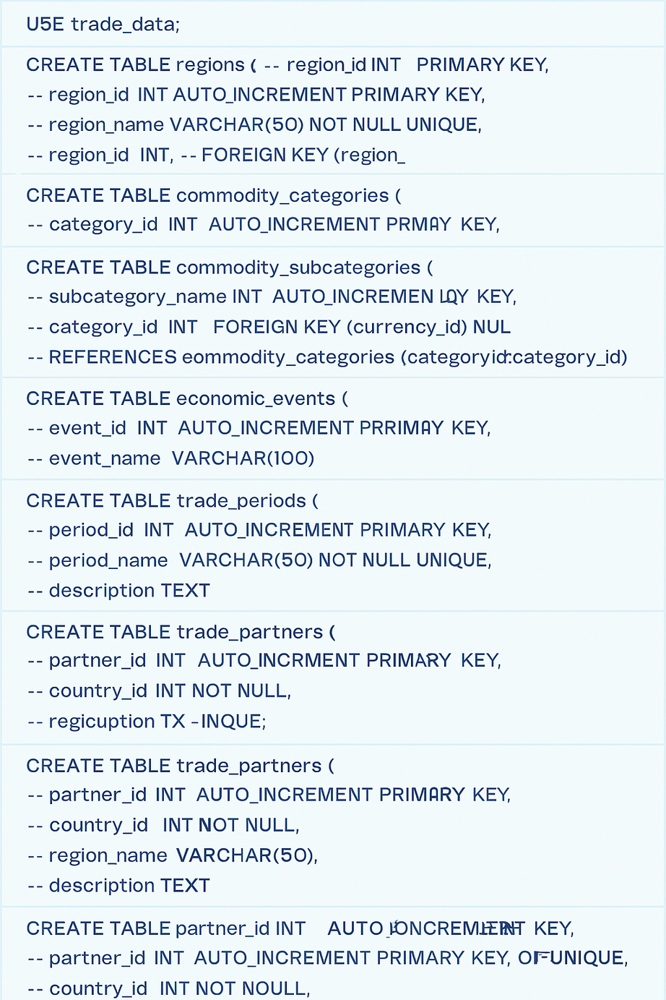 U5E trade_data;
CREATE TABLE regions ( -- region_id INT PRIMARY KEY,
-- region_id INT AUTO_INCREMENT PRIMARY KEY,
-- region_name VARCHAR(50) NOT NULL UNIQUE,
-- region_id INT, -- FOREIGN KEY (region_
CREATE TABLE commodity_categories (
-- category_id INT AUTO_INCREMENT PRMAY KEY,
CREATE TABLE commodity_subcategories (
-- subcategory_name INT AUTO_INCREMEN KEY,
-- category_id INT FOREIGN KEY (currency_id) NUL
-- REFERENCES eommodity_categories (categoryid:category_id)
CREATE TABLE economic_events (
-- event_id INT AUTO_INCREMENT PRRIMAY KEY,
-- event_name VARCHAR(100)
CREATE TABLE trade_periods (
-- period_id INT AUTO_INCREMENT PRIMARY KEY,
-- period_name VARCHAR(50) NOT NULL UNIQUE,
-- description TEXT
CREATE TABLE trade_partners (
-- partner_id INT AUTO_INCRMENT PRIMARY KEY,
-- country_id INT NOT NULL,
-- regicuption TX -INQUE;
CREATE TABLE trade_partners (
-- partner_id INT AUTO_INCREMENT PRIMARY KEY,
-- country_id INT NOT NULL,
-- region_name VARCHAR(50),
-- description TEXT
CREATE TABLE partner_id INT KEY,
-- partner_id INT AUTO_INCREMENT PRIMARY KEY,
-- country_id INT NOT NOULL,